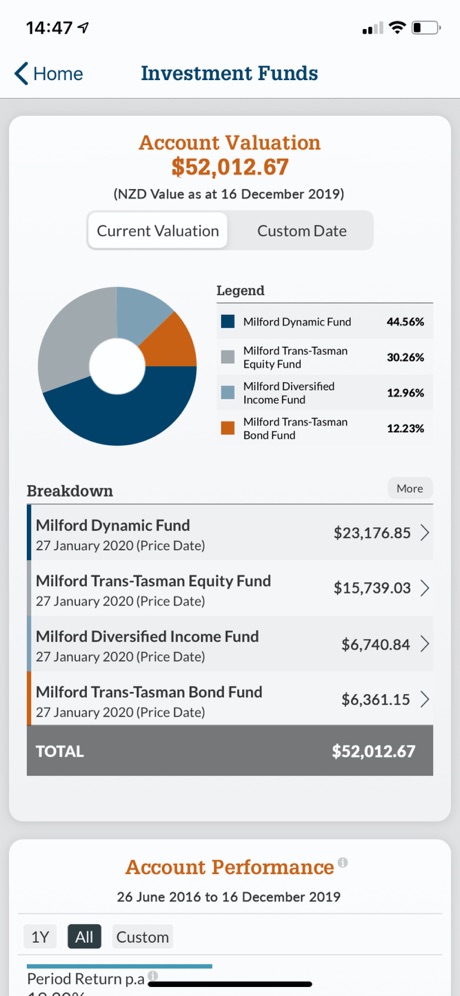 14:47
Home
Investment Funds
Account Valuation
$52,012.67
(NZD Value as at 16 December 2019)
Current Valuation
Custom Date
Legend
Milford Dynamic Fund 44.56%
Milford Trans-Tasman
Equity Fund 30.26%
Milford Diversified
Income Fund 12.96%
Milford Trans-Tasman
Bond Fund 12.23%
Breakdown
More
Milford Dynamic Fund
27 January 2020 (Price Date)
$23,176.85
Milford Trans-Tasman Equity Fund
27 January 2020 (Price Date)
$15,739.03
Milford Diversified Income Fund
27 January 2020 (Price Date)
$6,740.84
Milford Trans-Tasman Bond Fund
27 January 2020 (Price Date)
$6,361.15
TOTAL $52,012.67
Account Performance
26 June 2016 to 16 December 2019
1Y All Custom
Period Return p.a